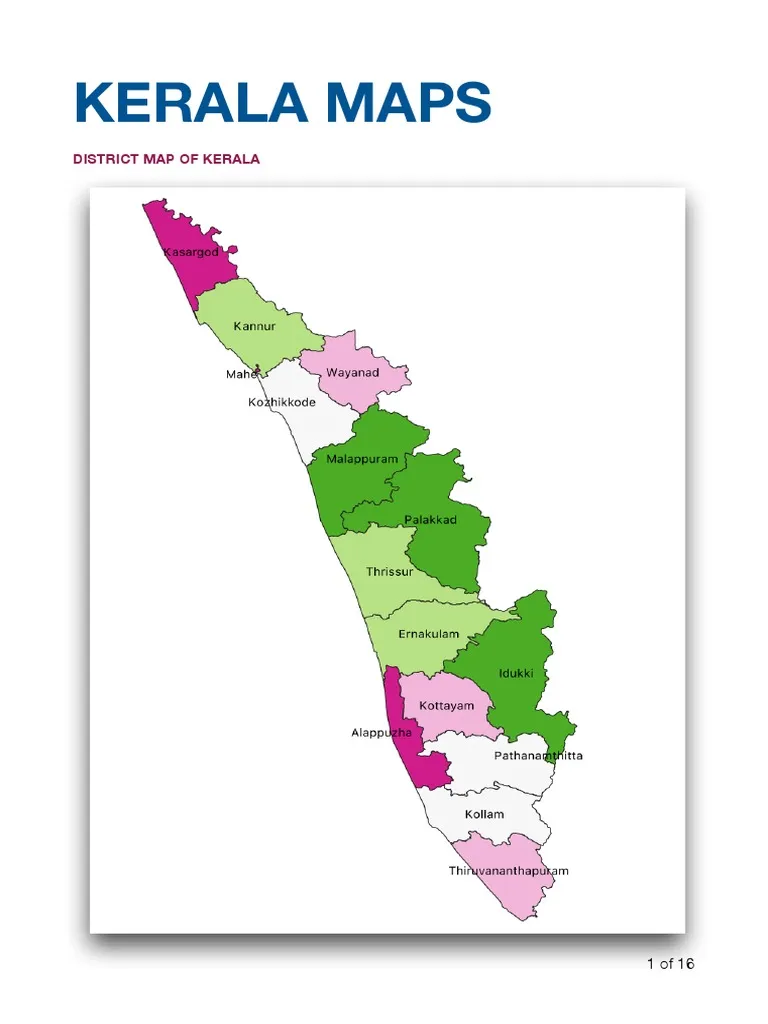 KERALA MAPS
DISTRICT MAP OF KERALA
Kasargod
Kannur
Mahe
Wayanad
Kozhikkode
Malappuram
Palakkad
Thrissur
Ernakulam
Idukki
Kottayam
Alappuzha
Pathanamthitta
Kollam
Thiruvananthapuram
1 of 16